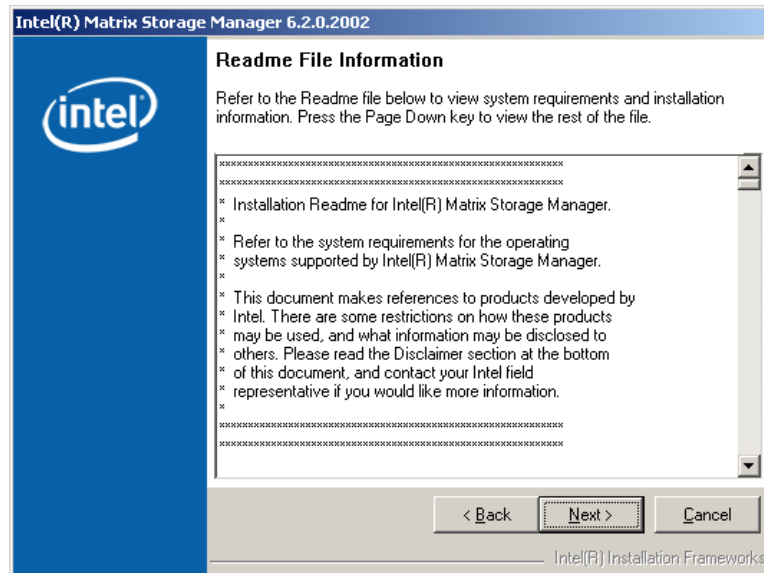 Intel(R) Matrix Storage Manager 6.2.0.2002
intel
Readme File Information
Refer to the Readme file below to view system requirements and installation
information. Press the Page Down key to view the rest of the file.
************************************************************
************************************************************
* Installation Readme for Intel(R) Matrix Storage Manager.
*
* Refer to the system requirements for the operating
* systems supported by Intel(R) Matrix Storage Manager.
*
* This document makes references to products developed by
* Intel. There are some restrictions on how these products
* may be used, and what information may be disclosed to
* others. Please read the Disclaimer section at the bottom
* of this document, and contact your Intel field
* representative if you would like more information.
*
************************************************************
************************************************************
< Back Next > Cancel
Intel(R) Installation Frameworks